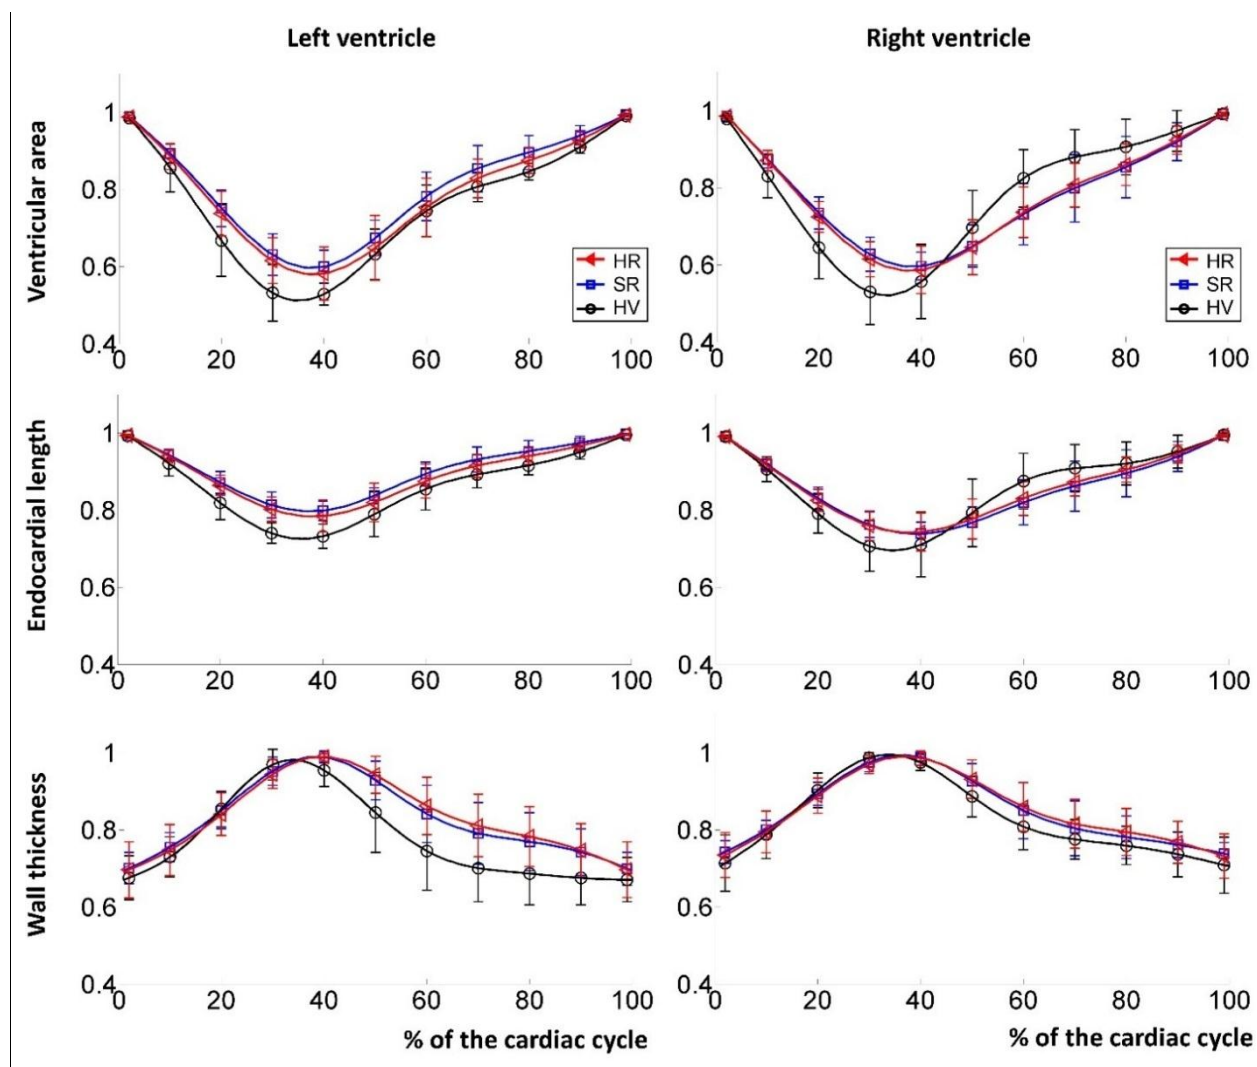 Left ventricle
Right ventricle
Ventricular area
1
0.8
0.6
0.4
0 20 40 60 80 100
HR
SR
HV
1
0.8
0.6
0.4
0 20 40 60 80 100
HR
SR
HV
Endocardial length
1
0.8
0.6
0.4
0 20 40 60 80 100
1
0.8
0.6
0.4
0 20 40 60 80 100
Wall thickness
1
0.8
0.6
0.4
0 20 40 60 80 100
% of the cardiac cycle
1
0.8
0.6
0.4
0 20 40 60 80 100
% of the cardiac cycle